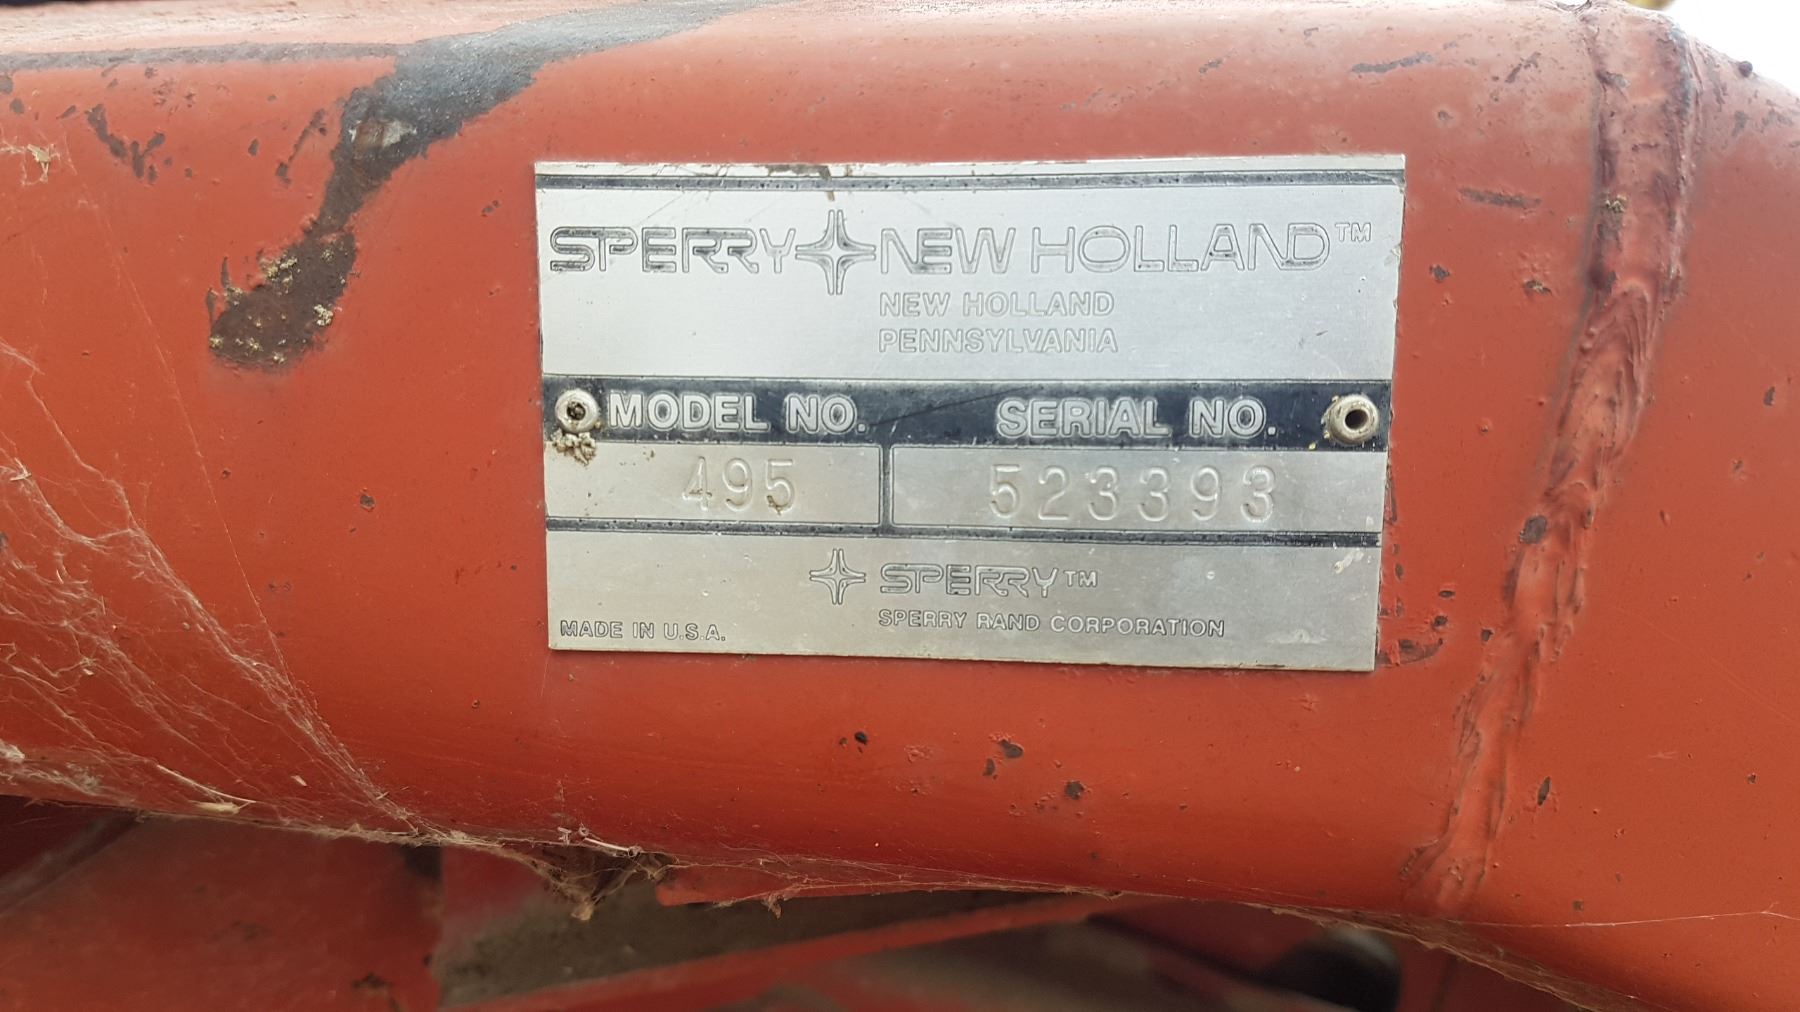 SPERRY NEW HOLLAND™
NEW HOLLAND
PENNSYLVANIA
MODEL NO. SERIAL NO.
495 523393
SPERRY™
SPERRY RAND CORPORATION
MADE IN U.S.A.